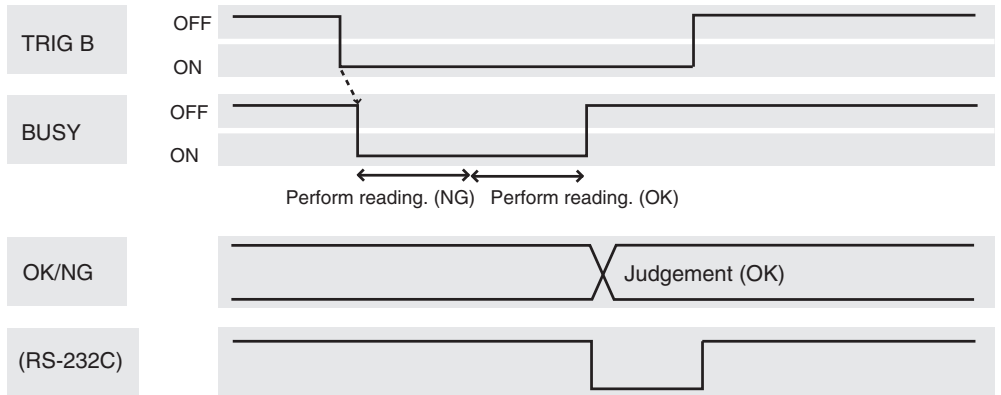 TRIG B
OFF
ON
BUSY
OFF
ON
Perform reading. (NG) Perform reading. (OK)
OK/NG
Judgement (OK)
(RS-232C)